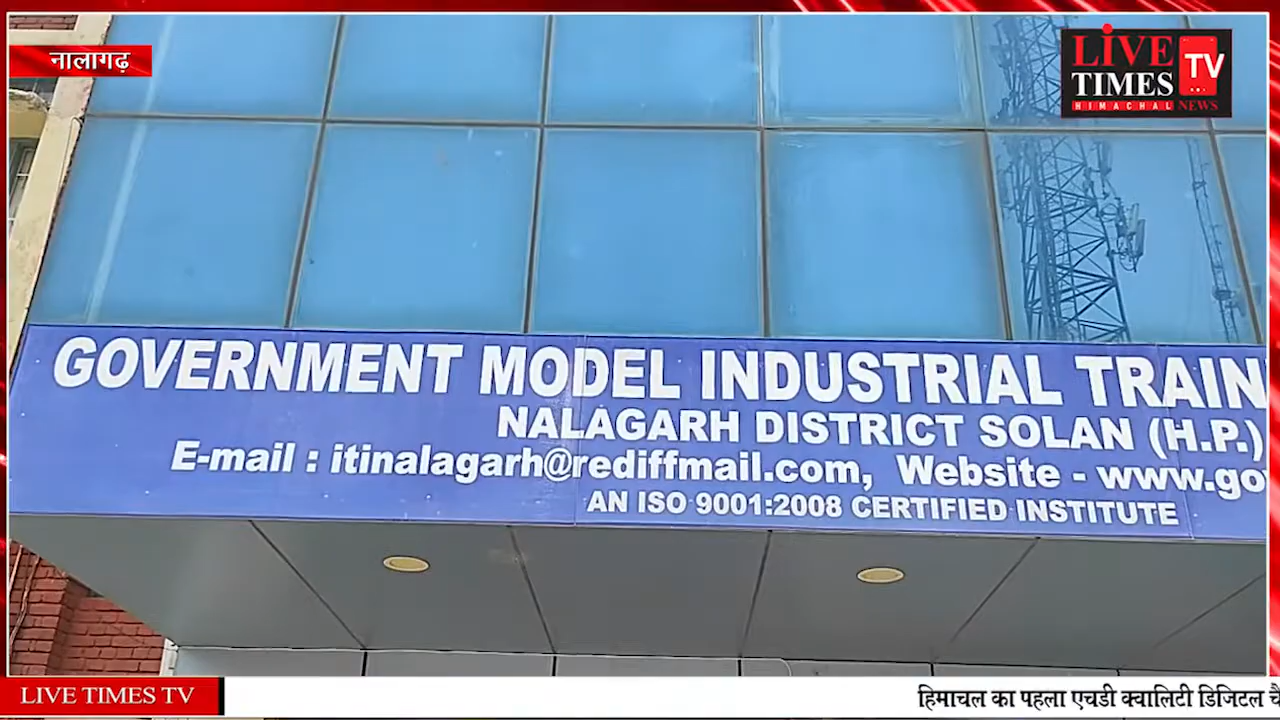 नालागढ़
LIVE
TIMES
TV
HIMACHAL NEWS
GOVERNMENT MODEL INDUSTRIAL TRAIN
NALAGARH DISTRICT SOLAN (H.P.)
E-mail : itinalagarh@rediffmail.com, Website - www.go
AN ISO 9001:2008 CERTIFIED INSTITUTE
LIVE TIMES TV
हिमाचल का पहला एचडी क्वालिटी डिजिटल